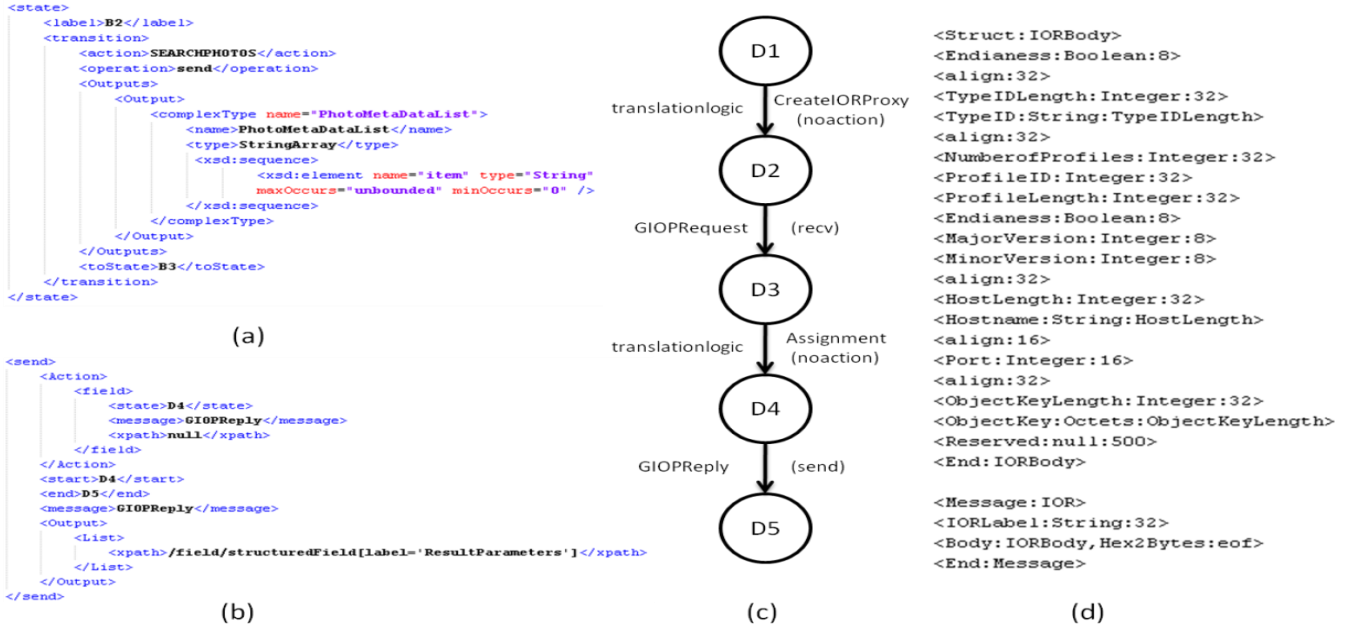 <state>
<label>B2</label>
<transition>
<action>SEARCHPHOTOS</action>
<operation>send</operation>
<Outputs>
<Output>
<complexType name="PhotoMetaDataList">
<name>PhotoMetaDataList</name>
<type>StringArray</type>
<xsd:sequence>
<xsd:element name="item" type="String"
maxOccurs="unbounded" minOccurs="0" />
</xsd:sequence>
</complexType>
</Output>
</Outputs>
<toState>B3</toState>
</transition>
</state>
(a)
<send>
<Action>
<field>
<state>D4</state>
<message>GIOPReply</message>
<xpath>null</xpath>
</field>
</Action>
<start>D4</start>
<end>D5</end>
<message>GIOPReply</message>
<Output>
<List>
<xpath>/field/structuredField[label='ResultParameters']</xpath>
</List>
</Output>
</send>
(b)
D1
translationlogic CreateIORProxy
(noaction)
D2
GIOPRequest (recv)
D3
translationlogic Assignment
(noaction)
D4
GIOPReply (send)
D5
(c)
<Struct:IORBody>
<Endianess:Boolean:8>
<align:32>
<TypeIDLength:Integer:32>
<TypeID:String:TypeIDLength>
<align:32>
<NumberofProfiles:Integer:32>
<ProfileID:Integer:32>
<ProfileLength:Integer:32>
<Endianess:Boolean:8>
<MajorVersion:Integer:8>
<MinorVersion:Integer:8>
<align:32>
<HostLength:Integer:32>
<Hostname:String:HostLength>
<align:16>
<Port:Integer:16>
<align:32>
<ObjectKeyLength:Integer:32>
<ObjectKey:Octets:ObjectKeyLength>
<Reserved:null:500>
<End:IORBody>
<Message:IOR>
<IORLabel:String:32>
<Body:IORBody,Hex2Bytes:eof>
<End:Message>
(d)